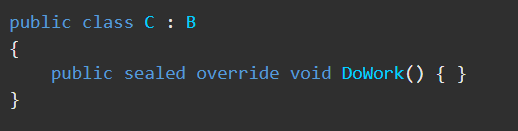 public class C : B
{
    public sealed override void DoWork() { }
}